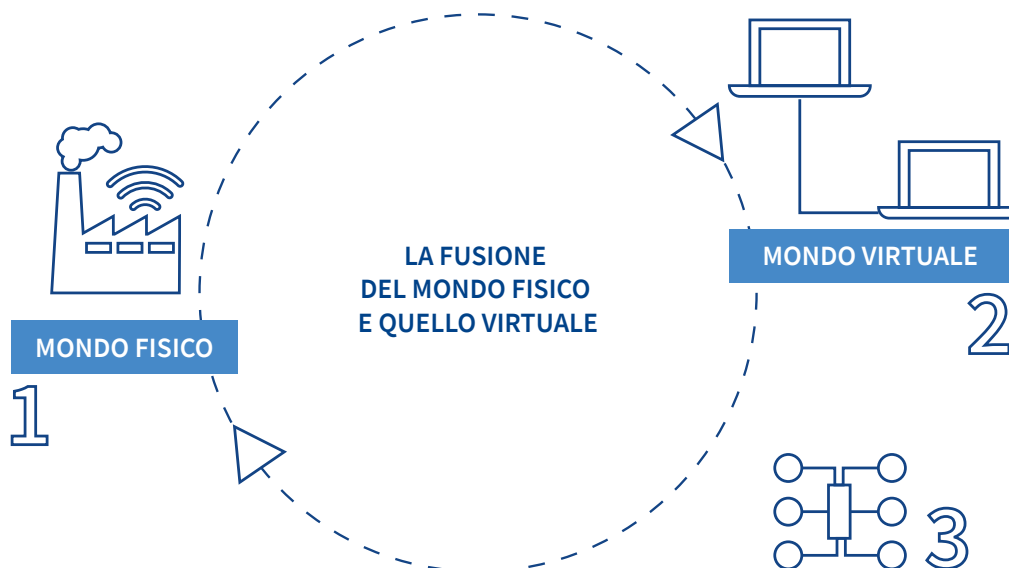 LA FUSIONE
DEL MONDO FISICO
E QUELLO VIRTUALE
MONDO FISICO
1
MONDO VIRTUALE
2
3